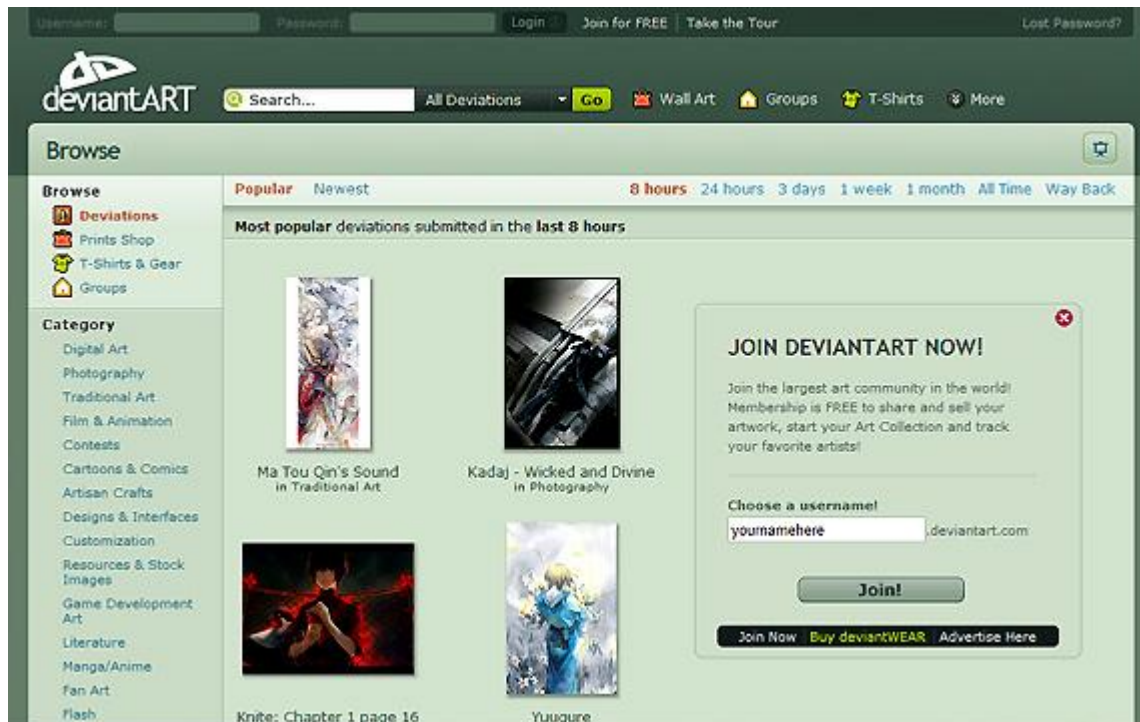 Username:
Password:
Login
Join for FREE
Take the Tour
Lost Password?
deviantART
Search...
All Deviations
Go
Wall Art
Groups
T-Shirts
More
Browse
Browse
Deviations
Prints Shop
T-Shirts & Gear
Groups
Category
Digital Art
Photography
Traditional Art
Film & Animation
Contests
Cartoons & Comics
Artisan Crafts
Designs & Interfaces
Customization
Resources & Stock
Images
Game Development
Art
Literature
Manga/Anime
Fan Art
Flash
Popular Newest
8 hours 24 hours 3 days 1 week 1 month All Time Way Back
Most popular deviations submitted in the last 8 hours
Ma Tou Qin's Sound
in Traditional Art
Kadaj - Wicked and Divine
in Photography
Knite: Chapter 1 page 16
Yuugure
JOIN DEVIANTART NOW!
Join the largest art community in the world!
Membership is FREE to share and sell your
artwork, start your Art Collection and track
your favorite artists!
Choose a username!
yournamehere
.deviantart.com
Join!
Join Now Buy deviantWEAR Advertise Here